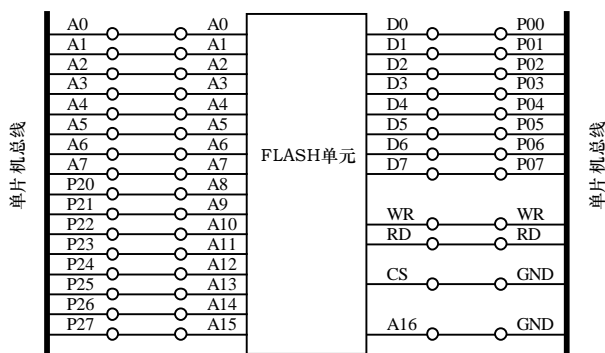 A0 A0 D0 P00
A1 A1 D1 P01
A2 A2 D2 P02
A3 A3 D3 P03
A4 A4 D4 P04
A5 A5 D5 P05
A6 A6 D6 P06
A7 A7 D7 P07
P20 A8
P21 A9
P22 A10
P23 A11
P24 A12
P25 A13
P26 A14
P27 A15
WR WR
RD RD
CS GND
A16 GND
FLASH单元
单片机总线
单片机总线